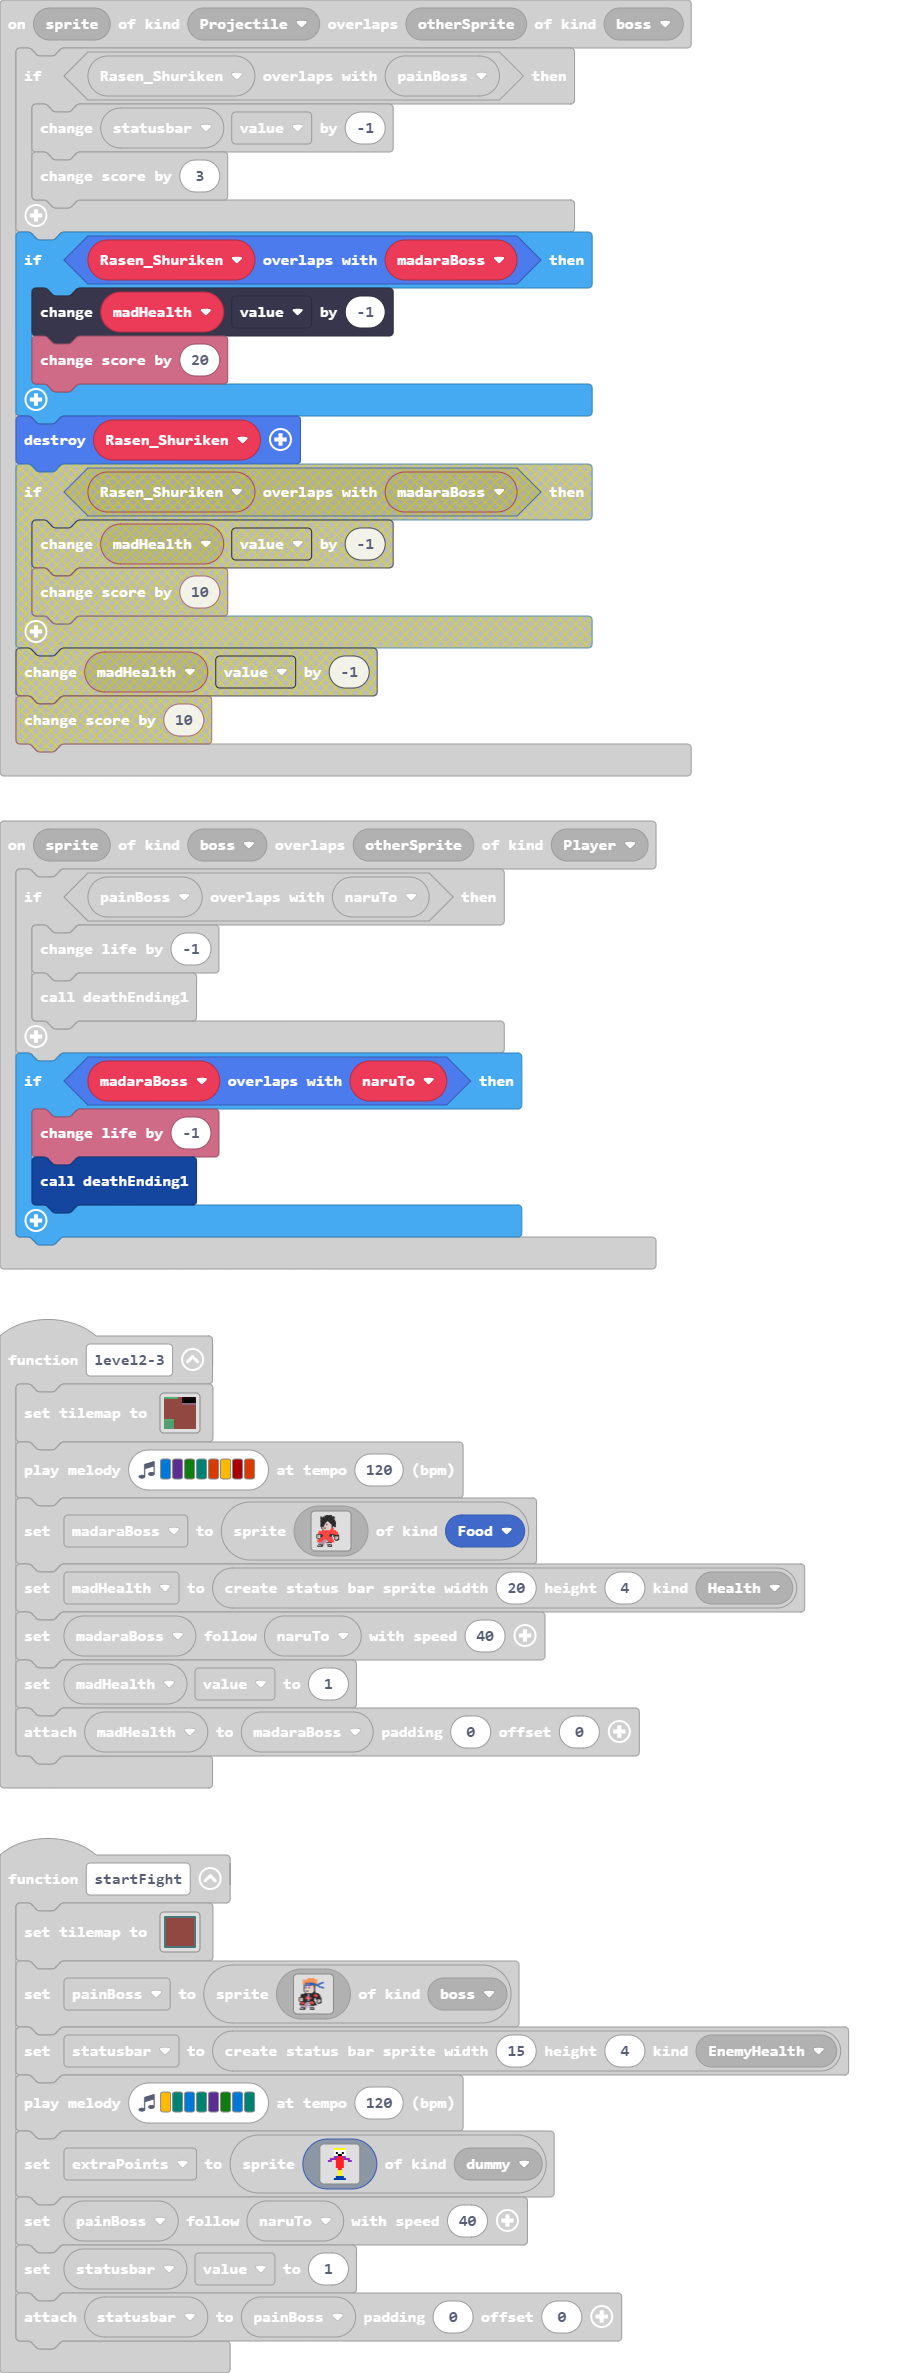 on sprite of kind Projectile overlaps otherSprite of kind boss
if Rasen_Shuriken overlaps with painBoss then
change statusbar value by -1
change score by 3
if Rasen_Shuriken overlaps with madaraBoss then
change madHealth value by -1
change score by 20
destroy Rasen_Shuriken
if Rasen_Shuriken overlaps with madaraBoss then
change madHealth value by -1
change score by 10
change madHealth value by -1
change score by 10
on sprite of kind boss overlaps otherSprite of kind Player
if painBoss overlaps with naruTo then
change life by -1
call deathEnding1
if madaraBoss overlaps with naruTo then
change life by -1
call deathEnding1
function level2-3
set tilemap to
play melody at tempo 120 (bpm)
set madaraBoss to sprite of kind Food
set madHealth to create status bar sprite width 20 height 4 kind Health
set madaraBoss follow naruTo with speed 40
set madHealth value to 1
attach madHealth to madaraBoss padding 0 offset 0
function startFight
set tilemap to
set painBoss to sprite of kind boss
set statusbar to create status bar sprite width 15 height 4 kind EnemyHealth
play melody at tempo 120 (bpm)
set extraPoints to sprite of kind dummy
set painBoss follow naruTo with speed 40
set statusbar value to 1
attach statusbar to painBoss padding 0 offset 0